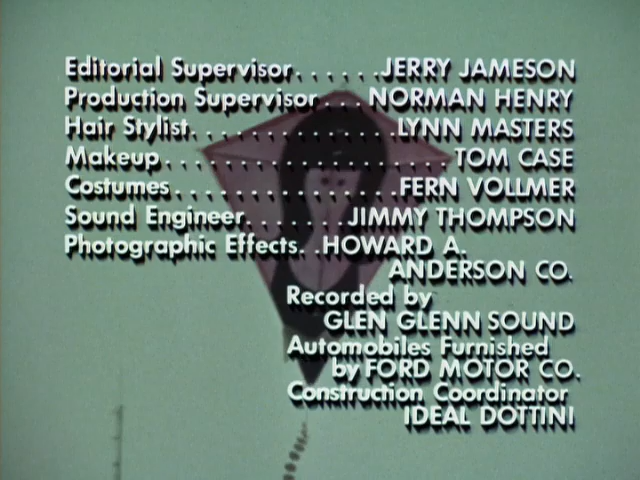 Editorial Supervisor......JERRY JAMESON
Production Supervisor...NORMAN HENRY
Hair Stylist..............LYNN MASTERS
Makeup....................TOM CASE
Costumes................FERN VOLLMER
Sound Engineer.......JIMMY THOMPSON
Photographic Effects..HOWARD A.
ANDERSON CO.
Recorded by
GLEN GLENN SOUND
Automobiles Furnished
by FORD MOTOR CO.
Construction Coordinator
IDEAL DOTTINI